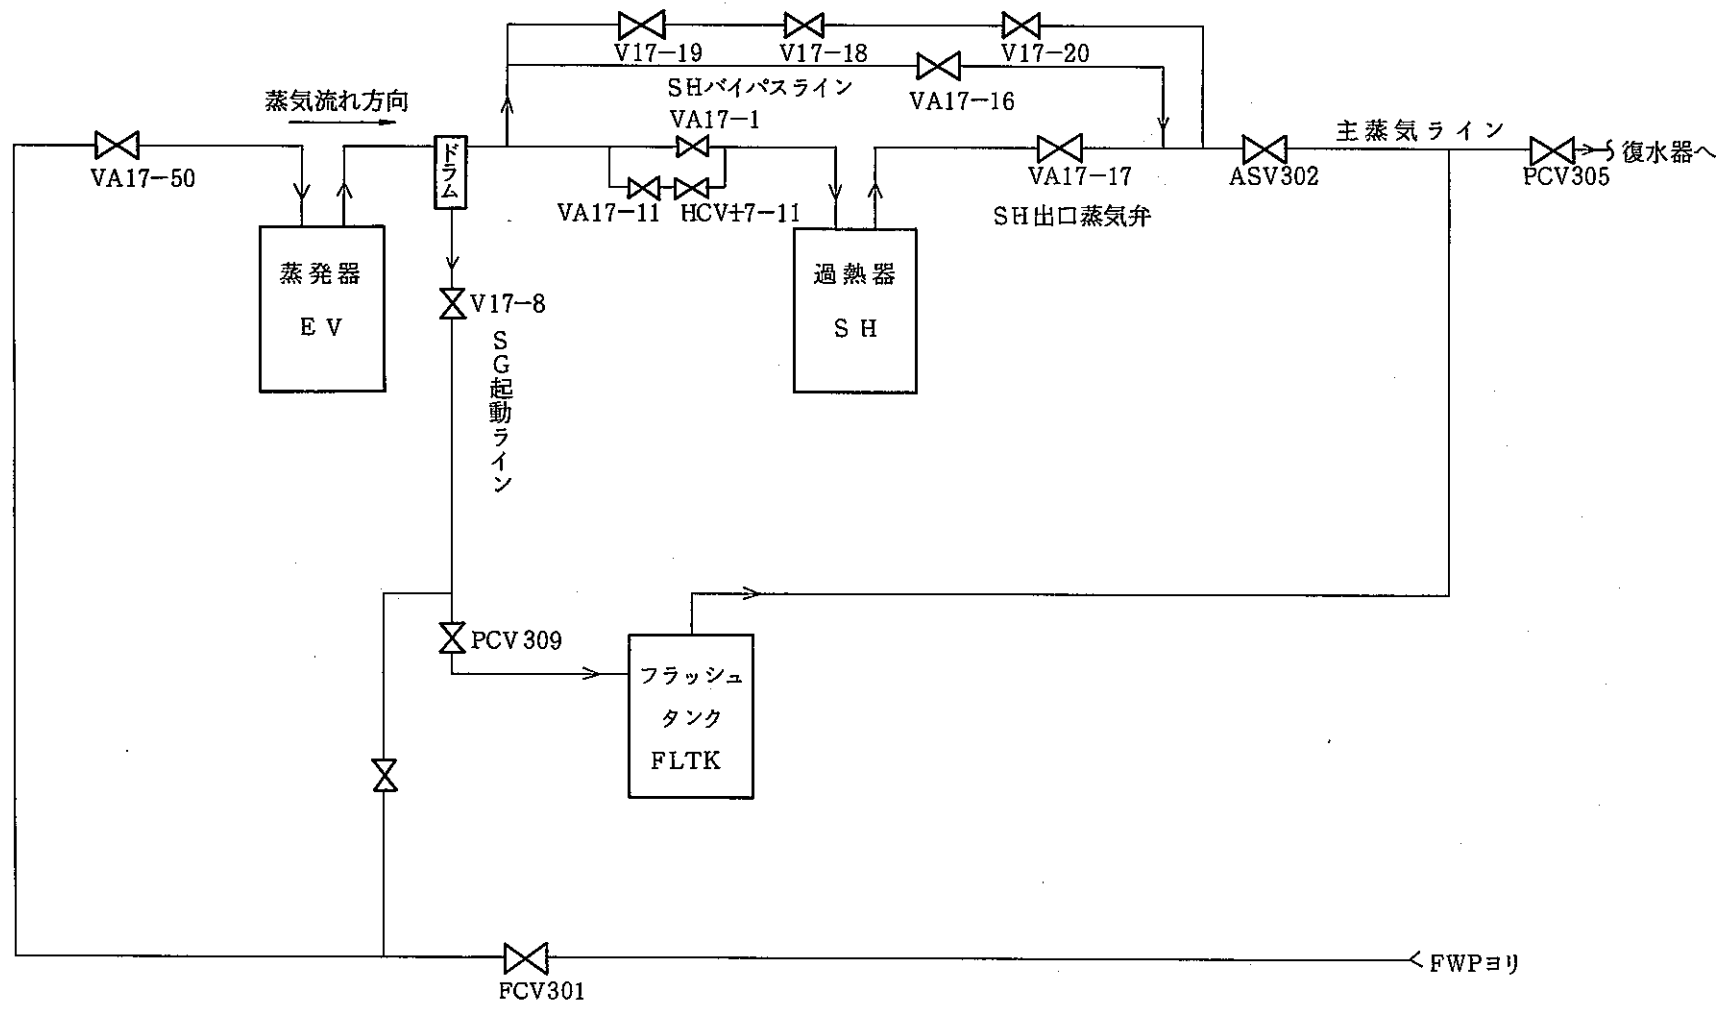 V17-19
V17-18
V17-20
SHバイパスライン
VA17-16
蒸気流れ方向
VA17-1
主蒸気ライン
復水器へ
VA17-50
ドラム
VA17-11
HCV17-11
VA17-17
ASV302
PCV305
SH出口蒸気弁
蒸発器
EV
V17-8
過熱器
SH
SG起動ライン
PCV309
フラッシュ
タンク
FLTK
FCV301
FWPヨリ